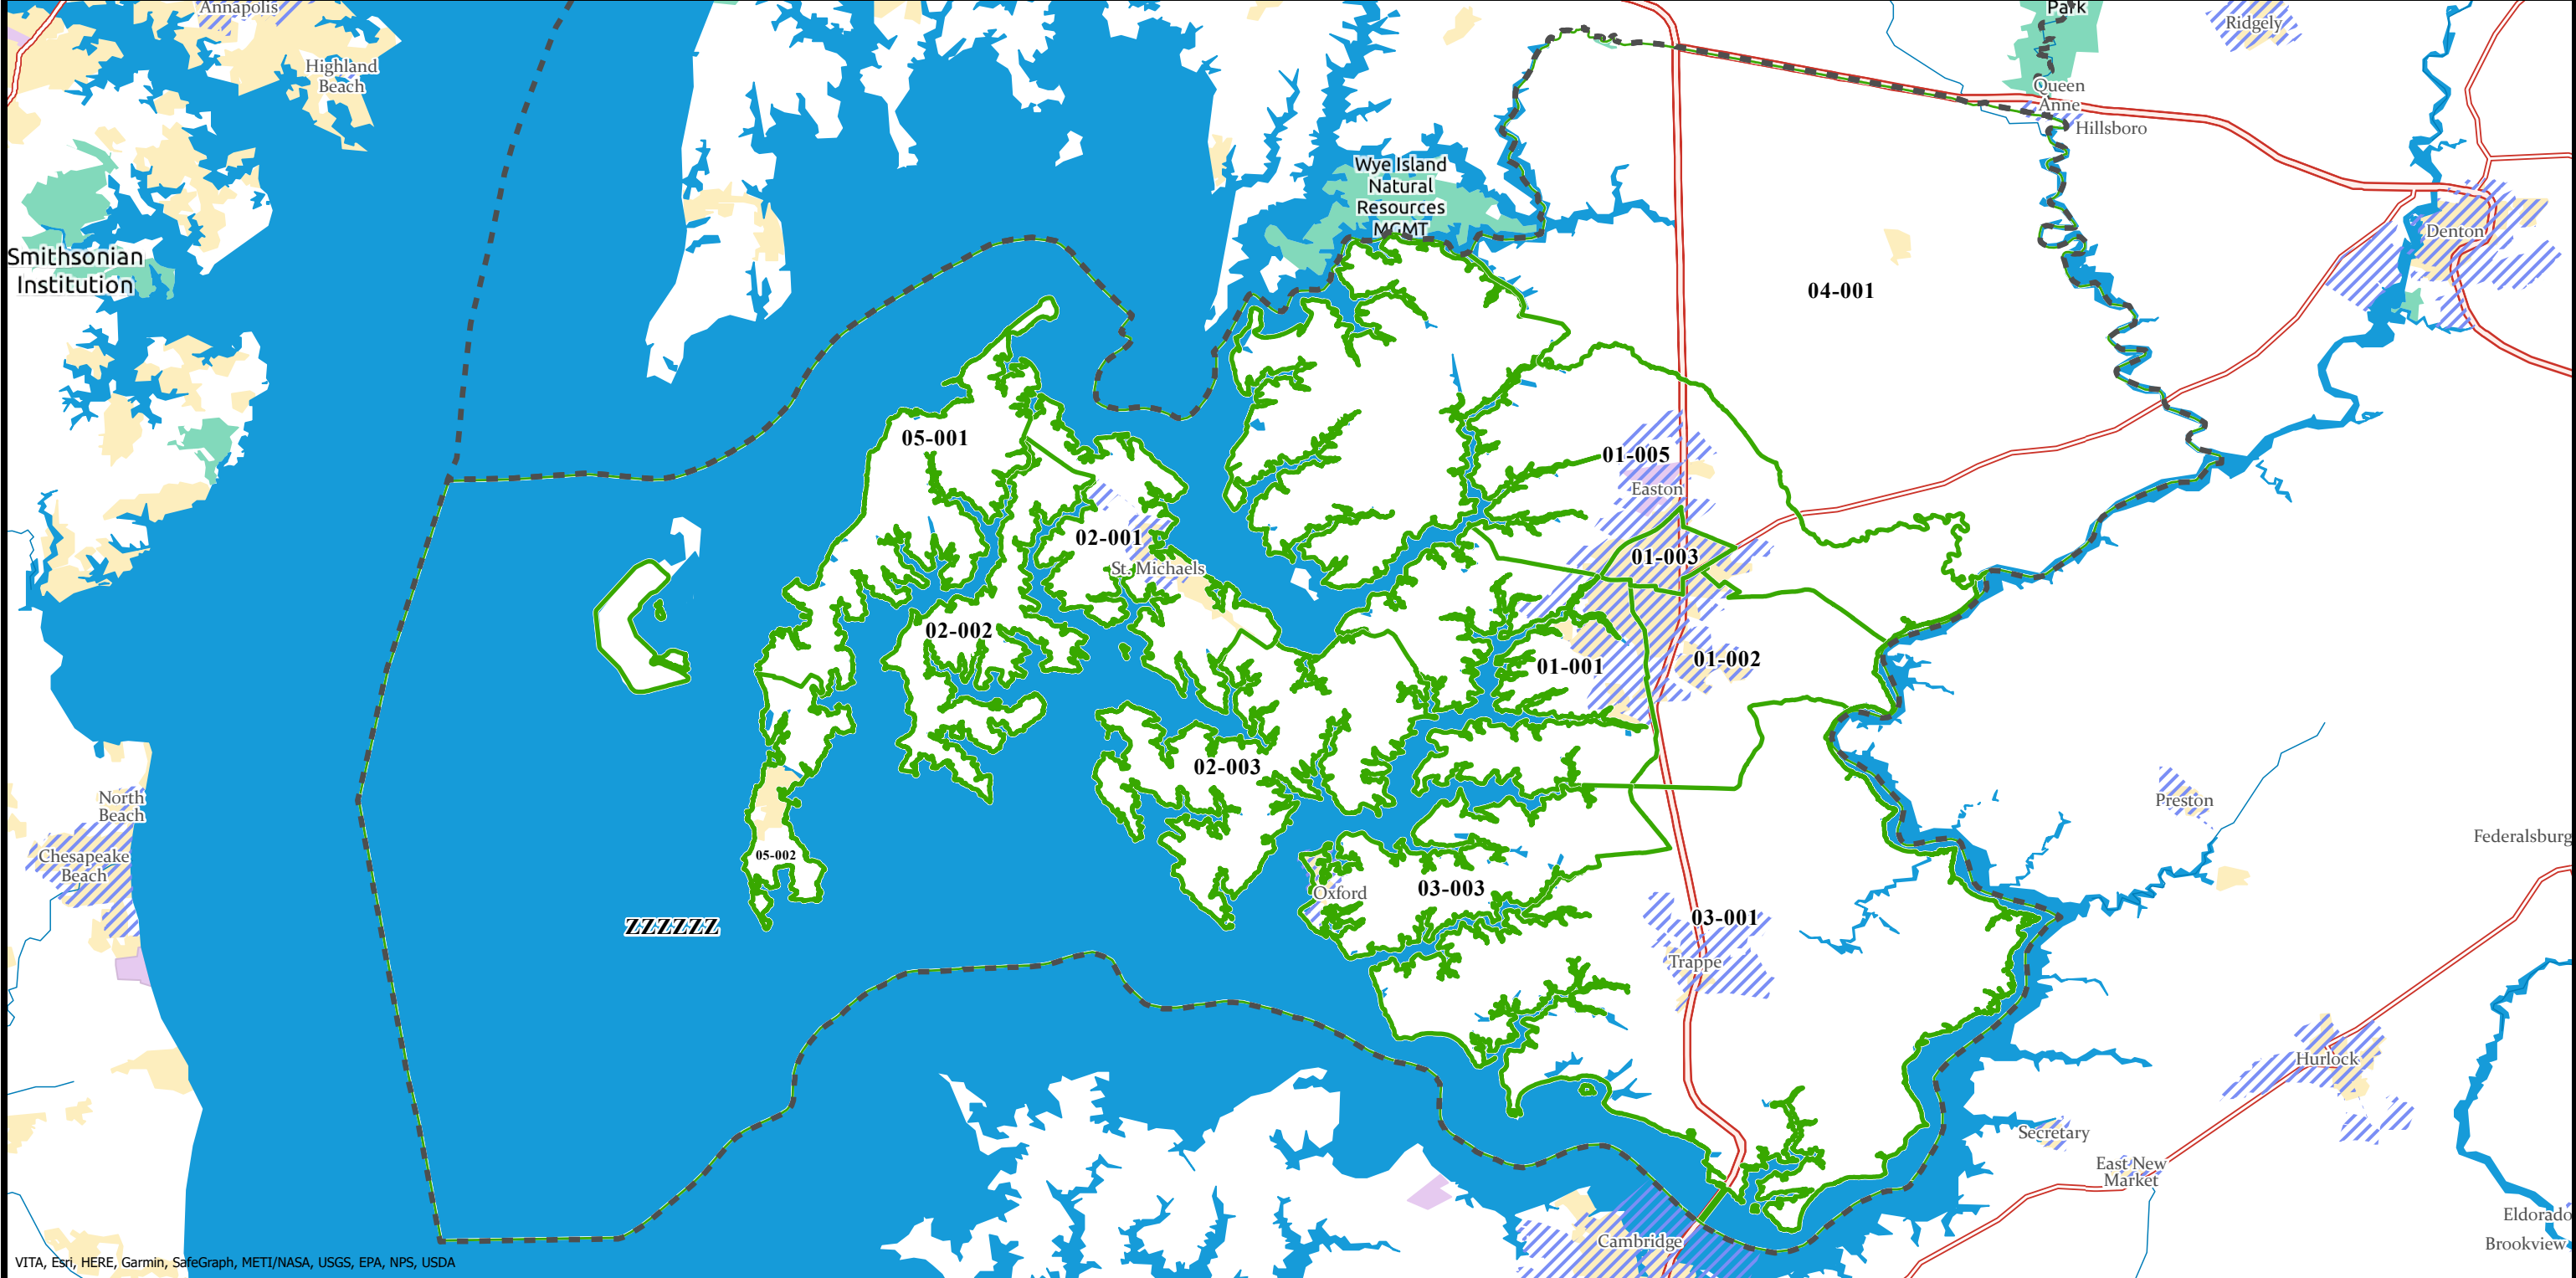 Annapolis
Park
Ridgely
Highland
Beach
Queen
Anne
Hillsboro
Wye Island
Natural
Resources
MGMT
Denton
Smithsonian
Institution
04-001
05-001
01-005
Easton
02-001
01-003
St. Michaels
02-002
01-001
01-002
02-003
North
Beach
Preston
Federalsburg
Chesapeake
Beach
05-002
Oxford
03-003
03-001
ZZZZZZ
Trappe
Hurlock
Secretary
East New
Market
Eldorado
Brookview
Cambridge
VITA, Esri, HERE, Garmin, SafeGraph, METI/NASA, USGS, EPA, NPS, USDA